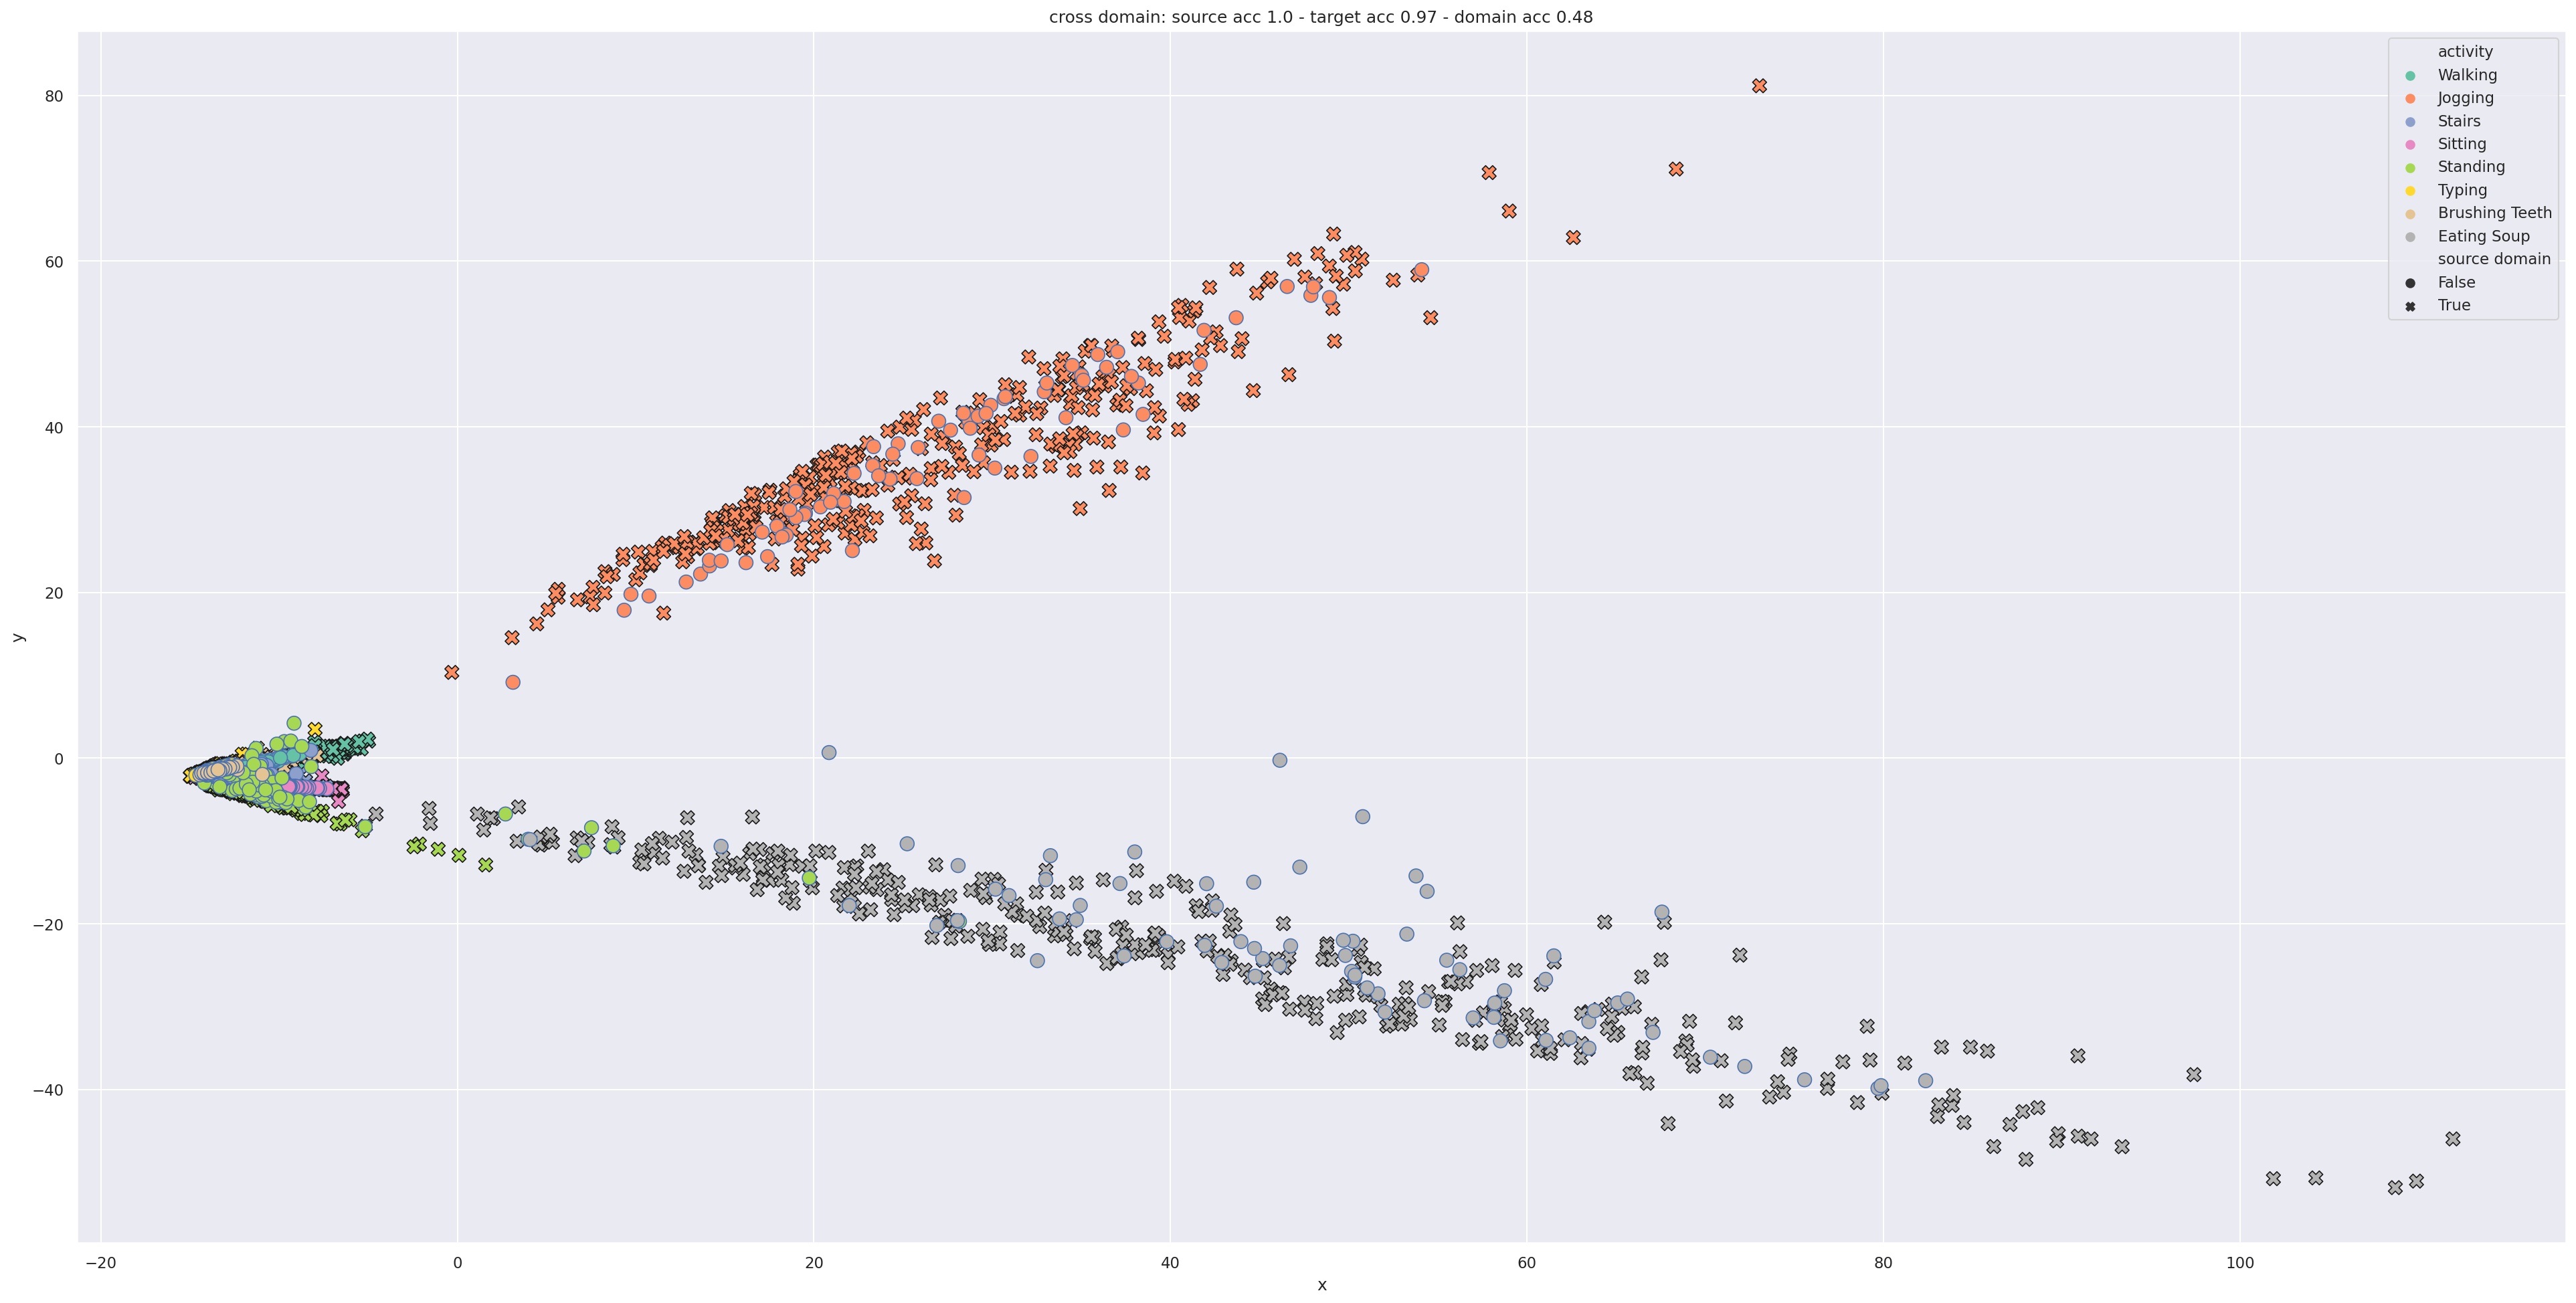 cross domain: source acc 1.0 - target acc 0.97 - domain acc 0.48
activity
Walking
Jogging
Stairs
Sitting
Standing
Typing
Brushing Teeth
Eating Soup
source domain
False
True
80
60
40
20
0
−20
−40
y
−20 0 20 40 60 80 100
x